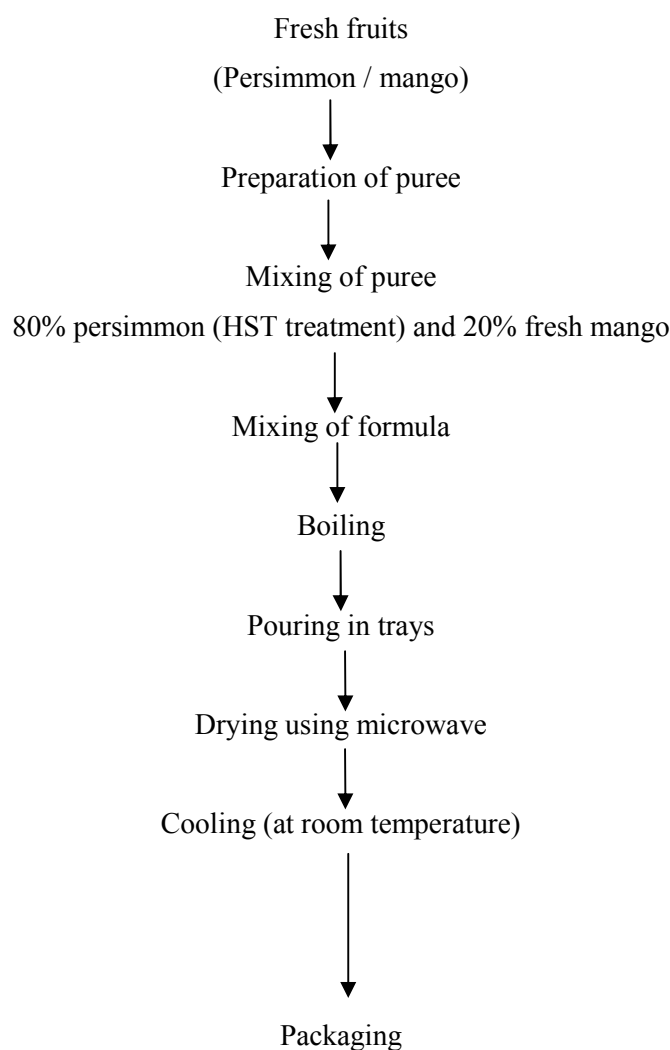 Fresh fruits
(Persimmon / mango)
Preparation of puree
Mixing of puree
80% persimmon (HST treatment) and 20% fresh mango
Mixing of formula
Boiling
Pouring in trays
Drying using microwave
Cooling (at room temperature)
Packaging